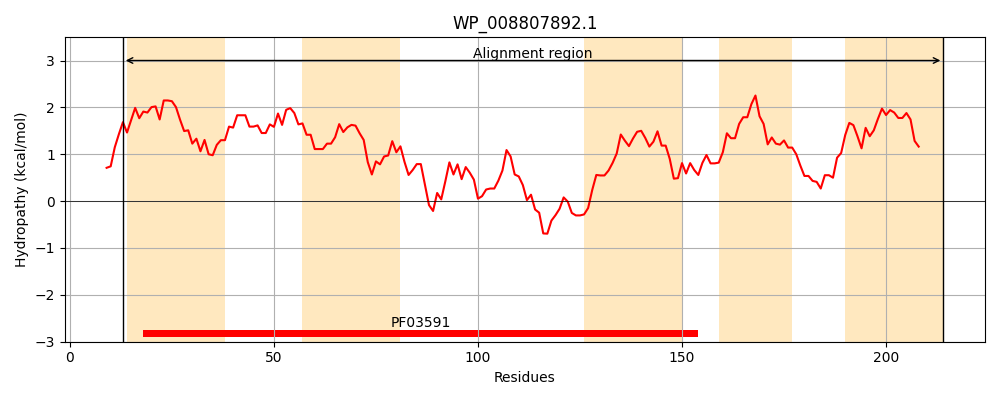 WP_008807892.1
Alignment region
3
2
1
0
−1
−2
−3
Hydropathy (kcal/mol)
PF03591
0
50
100
150
200
Residues